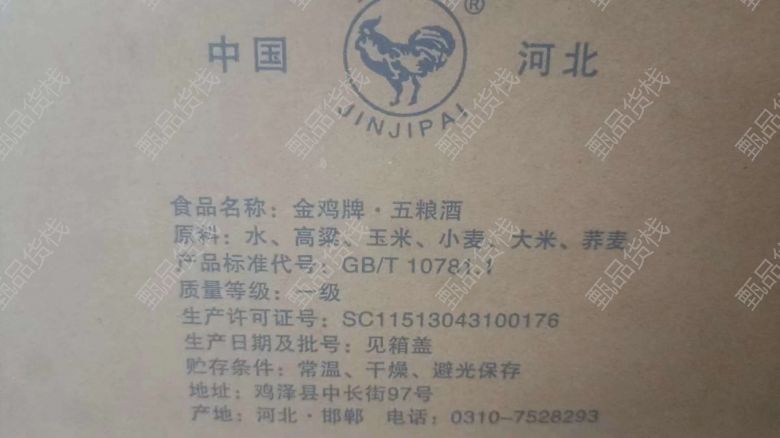 ®
中国 河北
JINJIPAI
食品名称：金鸡牌·五粮酒
原料：水、高粱、玉米、小麦、大米、荞麦
产品标准代号：GB/T 10781.1
质量等级：一级
生产许可证号：SC11513043100176
生产日期及批号：见箱盖
贮存条件：常温、干燥、避光保存
地址：鸡泽县中长街97号
产地：河北·邯郸 电话：0310-7528293
甄品货栈